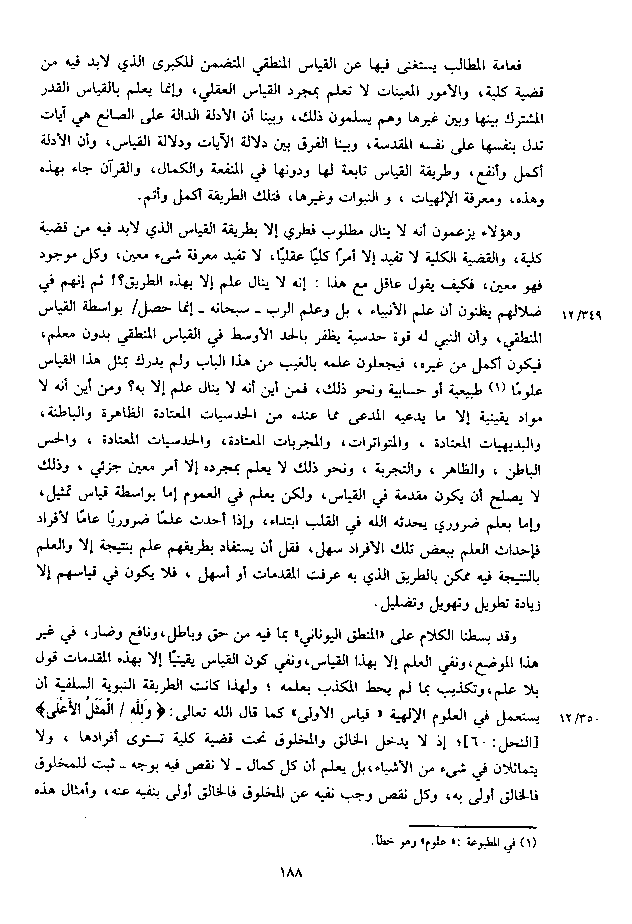 فعامة المطالب يستغنى فيها عن القياس المنطقي المتضمن للكبرى الذي لابد فيه من
قضية كلية، والأمور المعينات لا تعلم بمجرد القياس العقلي، وإنما يعلم بالقياس القدر
المشترك بينها وبين غيرها وهم يسلمون ذلك، وبينا أن الأدلة الدالة على الصانع هي آيات
تدل بنفسها على نفسه المقدسة، وبينا الفرق بين دلالة الآيات ودلالة القياس، وأن الأدلة
أكمل وأنفع، وطريقة القياس تابعة لها ودونها في المنفعة والكمال، والقرآن جاء بهذه
وهذه، ومعرفة الإلهيات ، و النبوات وغيرها، فتلك الطريقة أكمل وأتم.
وهؤلاء يزعمون أنه لا ينال مطلوب فطري إلا بطريقة القياس الذي لابد فيه من قضية
كلية، والقضية الكلية لا تفيد إلا أمرًا كليًا عقليًا، لا تفيد معرفة شيء معين، وكل موجود
فهو معين، فكيف يقول عاقل مع هذا : إنه لا ينال علم إلا بهذه الطريق؟! ثم إنهم في
ضلالهم يظنون أن علم الأنبياء ، بل وعلم الرب ـ سبحانه ـ إنما حصل/ بواسطة القياس
١٢/٣٤٩
المنطقي، وأن النبي له قوة حدسية يظفر بالحد الأوسط في القياس المنطقي بدون معلم،
فيكون أكمل من غيره، فيجعلون علمه بالغيب من هذا الباب ولم يدرك بمثل هذا القياس
علومًا (١) طبيعية أو حسابية ونحو ذلك، فمن أين أنه لا ينال علم إلا به؟ ومن أين أنه لا
مواد يقينية إلا ما يدعيه المدعى مما عنده من الحدسيات المعتادة الظاهرة والباطنة،
والبديهيات المعتادة ، والمتواترات، والمجربات المعتادة، والحدسيات المعتادة ، والحس
الباطن ، والظاهر ، والتجربة ، ونحو ذلك لا يعلم بمجرده إلا أمر معين جزئي ، وذلك
لا يصلح أن يكون مقدمة في القياس، ولكن يعلم في العموم إما بواسطة قياس تمثيل،
وإما بعلم ضروري يحدثه الله في القلب ابتداء، وإذا أحدث علمًا ضروريًا عامًا لأفراد
فإحداث العلم ببعض تلك الأفراد سهل، فقل أن يستفاد بطريقهم علم بنتيجة إلا والعلم
بالنتيجة فيه ممكن بالطريق الذي به عرفت المقدمات أو أسهل ، فلا يكون في قياسهم إلا
زيادة تطويل وتهويل وتضليل.
وقد بسطنا الكلام على «المنطق اليوناني» بما فيه من حق وباطل،ونافع وضار، في غير
هذا الموضع،ونفي العلم إلا بهذا القياس،ونفي كون القياس يقينيًا إلا بهذه المقدمات قول
بلا علم،وتكذيب بما لم يحط المكذب بعلمه ؛ ولهذا كانت الطريقة النبوية السلفية أن
يستعمل في العلوم الإلهية « قياس الأولى» كما قال الله تعالى:﴿ وَلِلَّهِ / الْمَثَلُ الأَعْلَى﴾
١٢/٣٥٠
[النحل: ٦٠]؛ إذ لا يدخل الخالق والمخلوق تحت قضية كلية تستوى أفرادها ، ولا
يتماثلان في شيء من الأشياء،بل يعلم أن كل كمال ـ لا نقص فيه بوجه ـ ثبت للمخلوق
فالخالق أولى به، وكل نقص وجب نفيه عن المخلوق فالخالق أولى بنفيه عنه، وأمثال هذه
(١) في المطبوعة :« علوم» وهو خطأ.
١٨٨